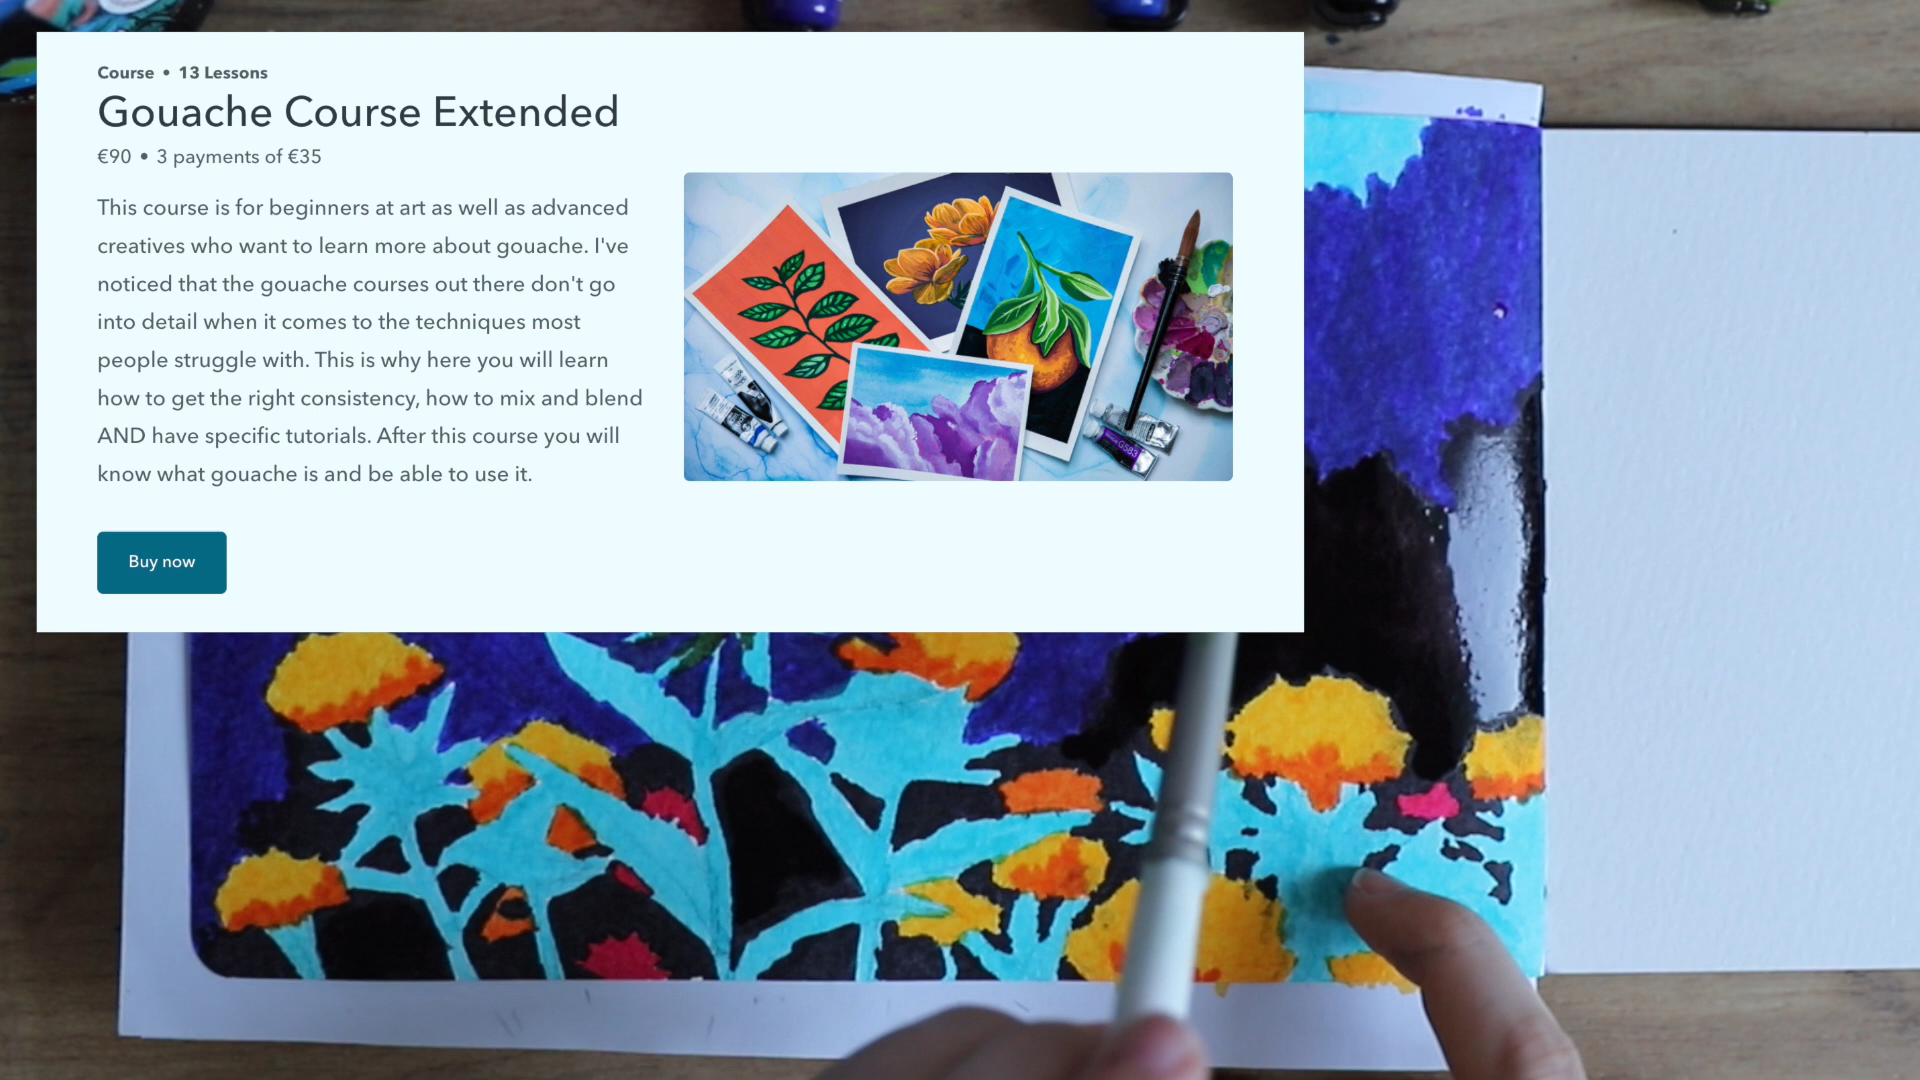 Course • 13 Lessons
Gouache Course Extended
€90 • 3 payments of €35
This course is for beginners at art as well as advanced
creatives who want to learn more about gouache. I've
noticed that the gouache courses out there don't go
into detail when it comes to the techniques most
people struggle with. This is why here you will learn
how to get the right consistency, how to mix and blend
AND have specific tutorials. After this course you will
know what gouache is and be able to use it.
Buy now